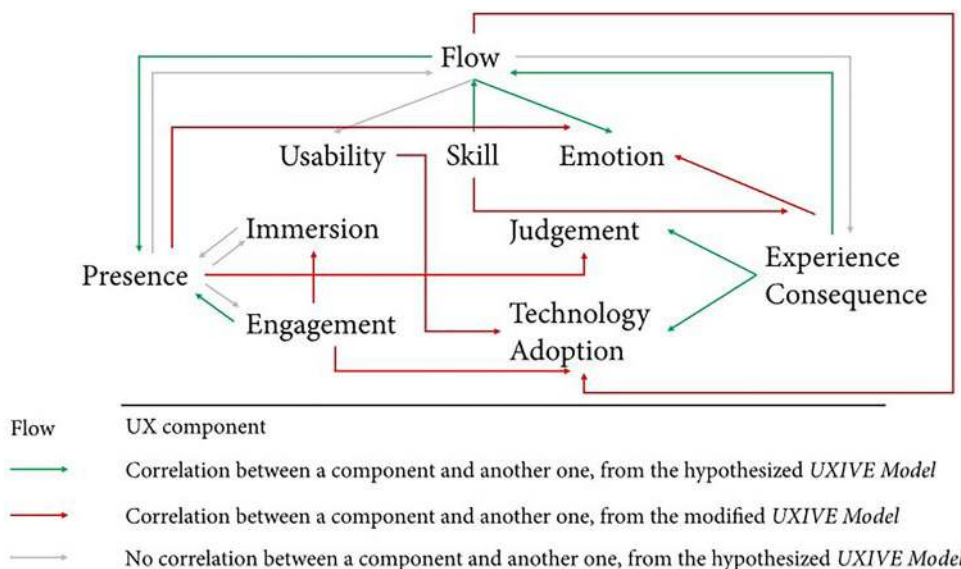 Flow
Usability Skill Emotion
Immersion Judgement
Presence Experience
Consequence
Engagement Technology
Adoption
Flow UX component
Correlation between a component and another one, from the hypothesized UXIVE Model
Correlation between a component and another one, from the modified UXIVE Model
No correlation between a component and another one, from the hypothesized UXIVE Model